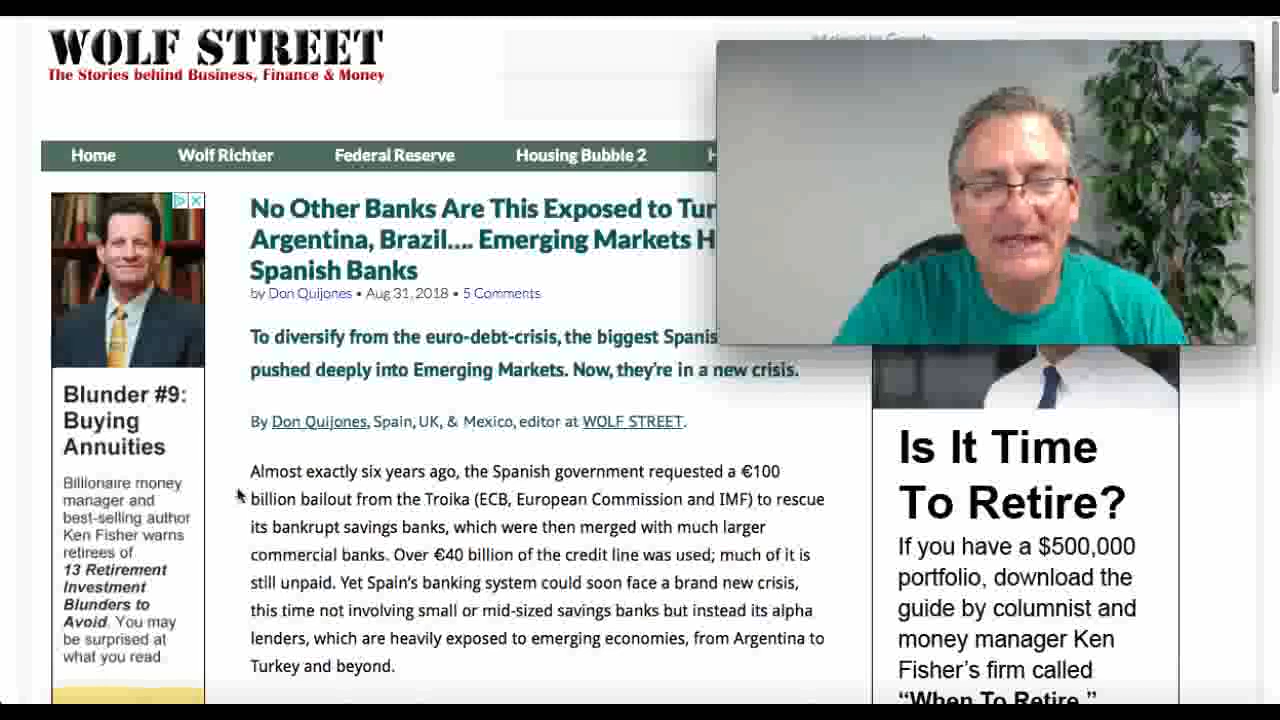 WOLF STREET
The Stories behind Business, Finance & Money
Home Wolf Richter Federal Reserve Housing Bubble 2 H
No Other Banks Are This Exposed to Tur
Argentina, Brazil…. Emerging Markets H
Spanish Banks
by Don Quijones • Aug 31, 2018 • 5 Comments
To diversify from the euro-debt-crisis, the biggest Spanis
pushed deeply into Emerging Markets. Now, they're in a new crisis.
By Don Quijones, Spain, UK, & Mexico, editor at WOLF STREET.
Almost exactly six years ago, the Spanish government requested a €100
billion bailout from the Troika (ECB, European Commission and IMF) to rescue
its bankrupt savings banks, which were then merged with much larger
commercial banks. Over €40 billion of the credit line was used; much of it is
still unpaid. Yet Spain's banking system could soon face a brand new crisis,
this time not involving small or mid-sized savings banks but instead its alpha
lenders, which are heavily exposed to emerging economies, from Argentina to
Turkey and beyond.
Blunder #9:
Buying
Annuities
Billionaire money
manager and
best-selling author
Ken Fisher warns
retirees of
13 Retirement
Investment
Blunders to
Avoid. You may
be surprised at
what you read.
Is It Time
To Retire?
If you have a $500,000
portfolio, download the
guide by columnist and
money manager Ken
Fisher's firm called
"When To Retire."